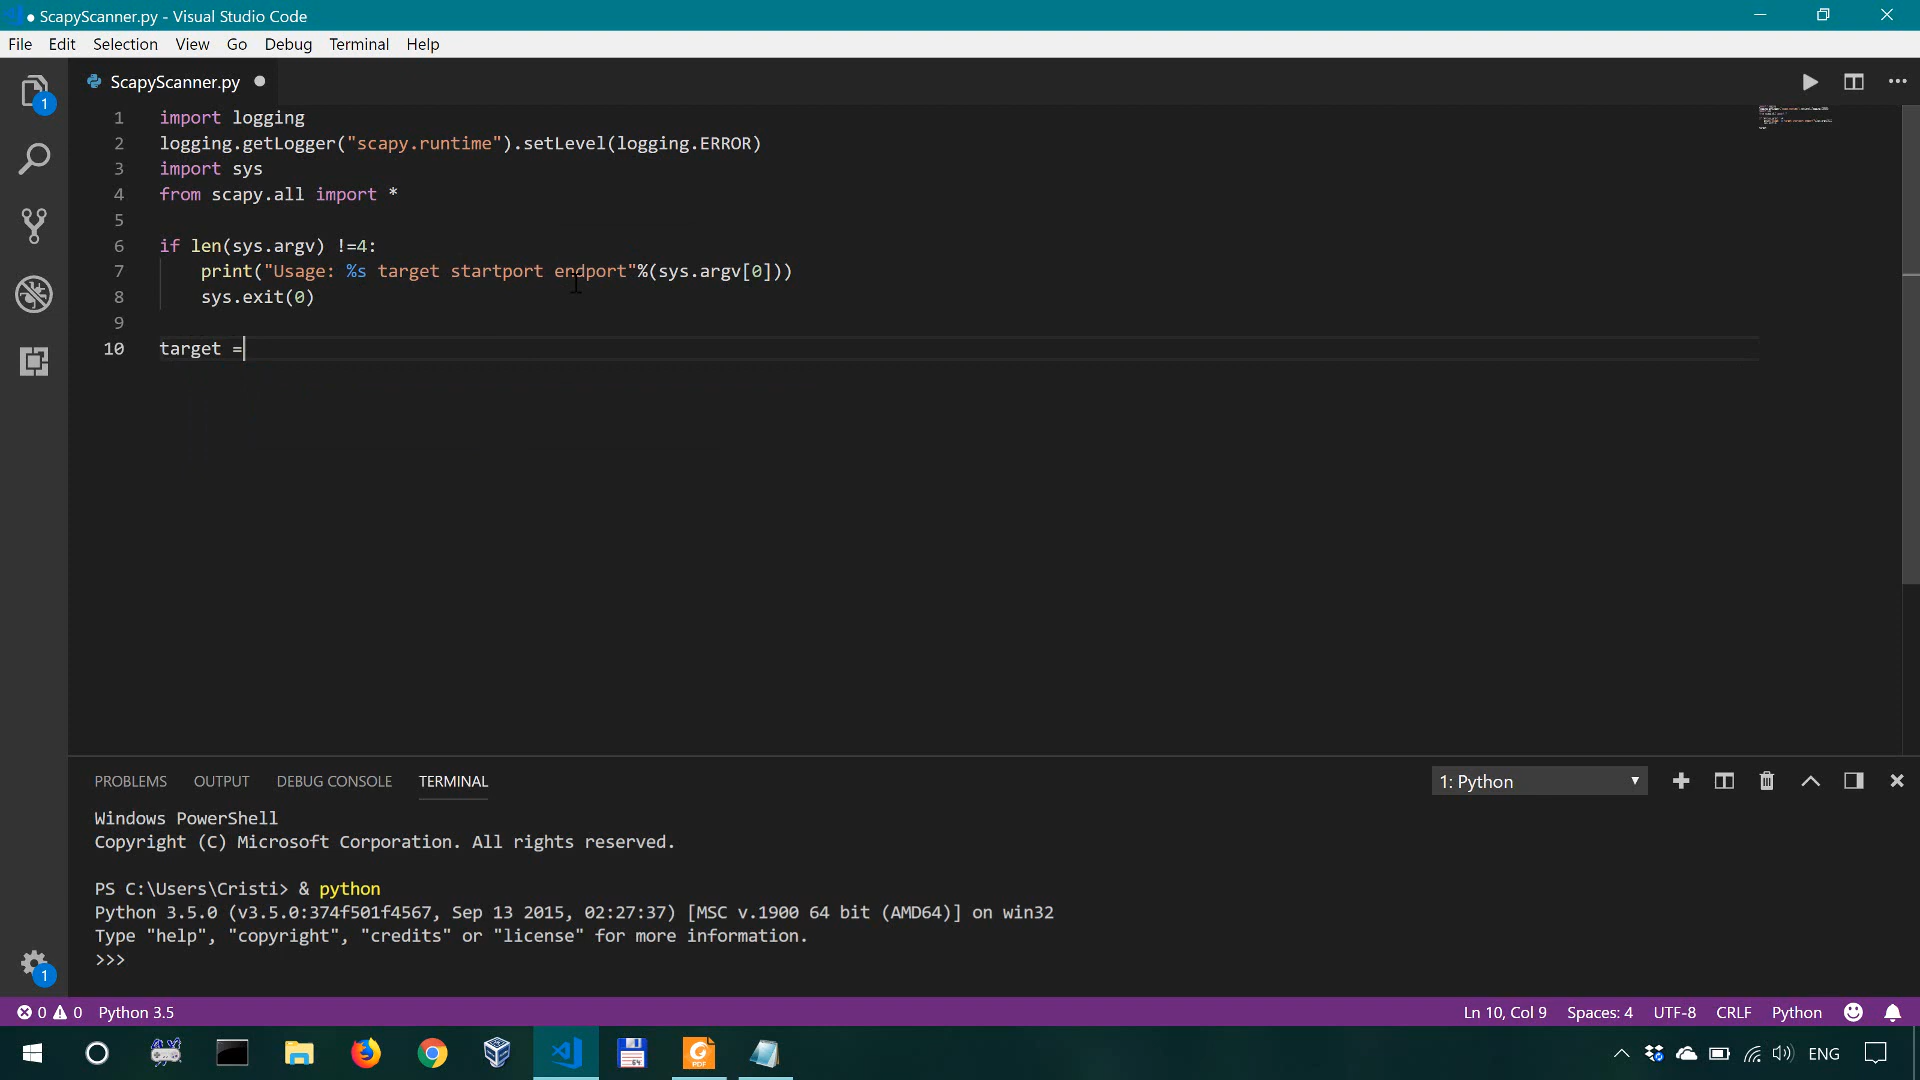 ● ScapyScanner.py - Visual Studio Code
File Edit Selection View Go Debug Terminal Help
1
ScapyScanner.py ●
1 import logging
2 logging.getLogger("scapy.runtime").setLevel(logging.ERROR)
3 import sys
4 from scapy.all import *
5
6 if len(sys.argv) !=4:
7 print("Usage: %s target startport endport"%(sys.argv[0]))
8 sys.exit(0)
9
10 target =
PROBLEMS OUTPUT DEBUG CONSOLE TERMINAL 1: Python
Windows PowerShell
Copyright (C) Microsoft Corporation. All rights reserved.
PS C:\Users\Cristi> & python
Python 3.5.0 (v3.5.0:374f501f4567, Sep 13 2015, 02:27:37) [MSC v.1900 64 bit (AMD64)] on win32
Type "help", "copyright", "credits" or "license" for more information.
>>>
1
0 0 Python 3.5 Ln 10, Col 9 Spaces: 4 UTF-8 CRLF Python
64 PDF ENG